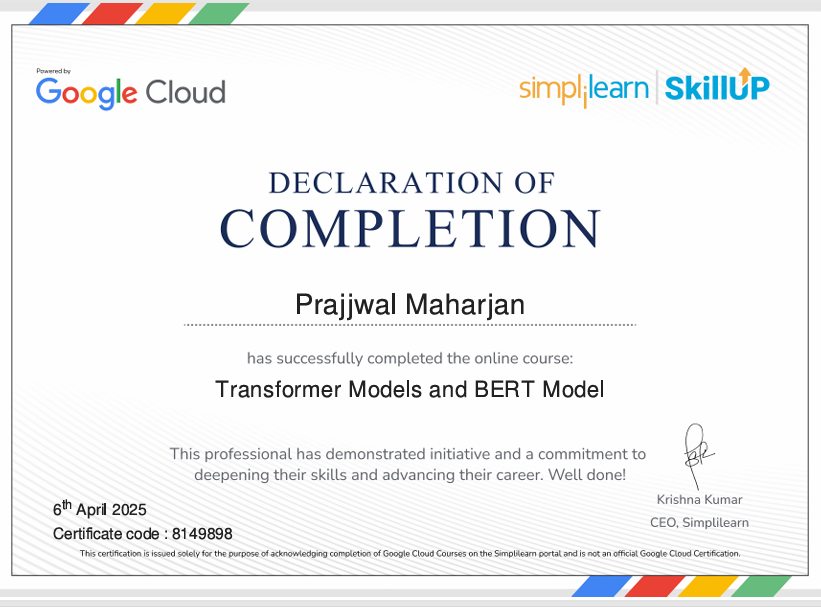 Powered by
Google Cloud
simplilearn | SkillUP
DECLARATION OF
COMPLETION
Prajjwal Maharjan
has successfully completed the online course:
Transformer Models and BERT Model
This professional has demonstrated initiative and a commitment to
deepening their skills and advancing their career. Well done!
Krishna Kumar
CEO, Simplilearn
6th April 2025
Certificate code : 8149898
This certification is issued solely for the purpose of acknowledging completion of Google Cloud Courses on the Simplilearn portal and is not an official Google Cloud Certification.